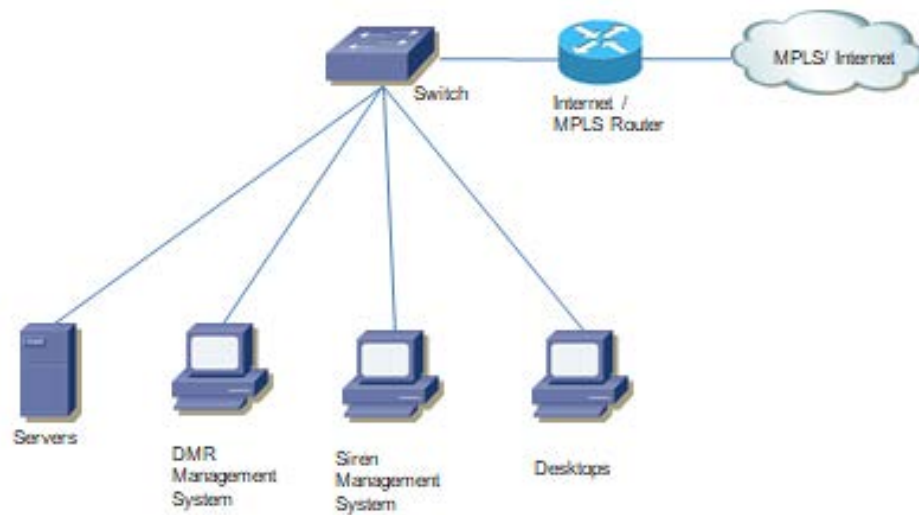 Switch
Internet /
MPLS Router
MPLS/ Internet
Servers
DMR
Management
System
Siren
Management
System
Desktops